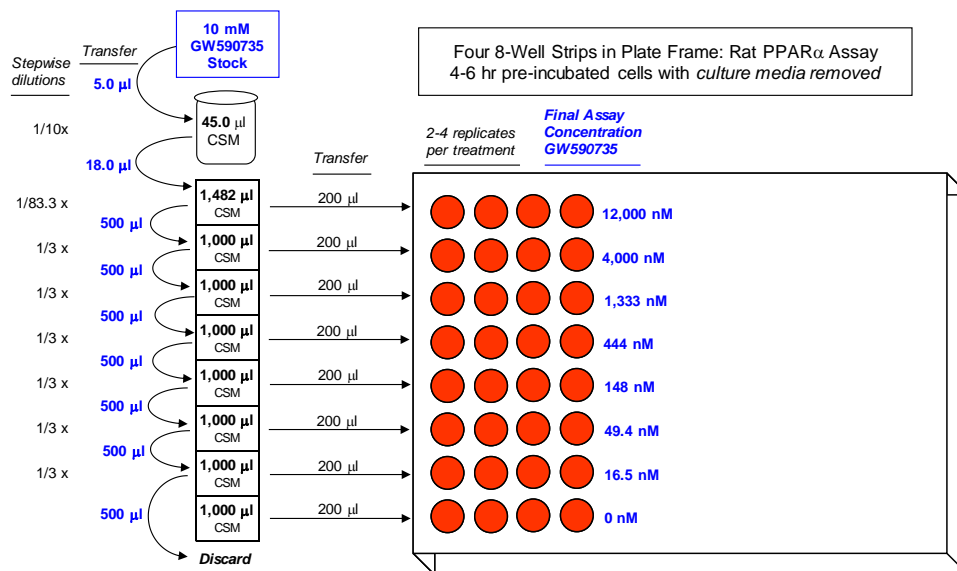 10 mM
GW590735
Stock
Four 8-Well Strips in Plate Frame: Rat PPARα Assay
4-6 hr pre-incubated cells with culture media removed
Stepwise
dilutions
Transfer
5.0 µl
1/10x
45.0 µl
CSM
18.0 µl
Transfer
2-4 replicates
per treatment
Final Assay
Concentration
GW590735
1/83.3 x
1,482 µl
CSM
200 µl
12,000 nM
500 µl
1/3 x
1,000 µl
CSM
200 µl
4,000 nM
500 µl
1/3 x
1,000 µl
CSM
200 µl
1,333 nM
500 µl
1/3 x
1,000 µl
CSM
200 µl
444 nM
500 µl
1/3 x
1,000 µl
CSM
200 µl
148 nM
500 µl
1/3 x
1,000 µl
CSM
200 µl
49.4 nM
500 µl
1/3 x
1,000 µl
CSM
200 µl
16.5 nM
500 µl
1,000 µl
CSM
200 µl
0 nM
Discard